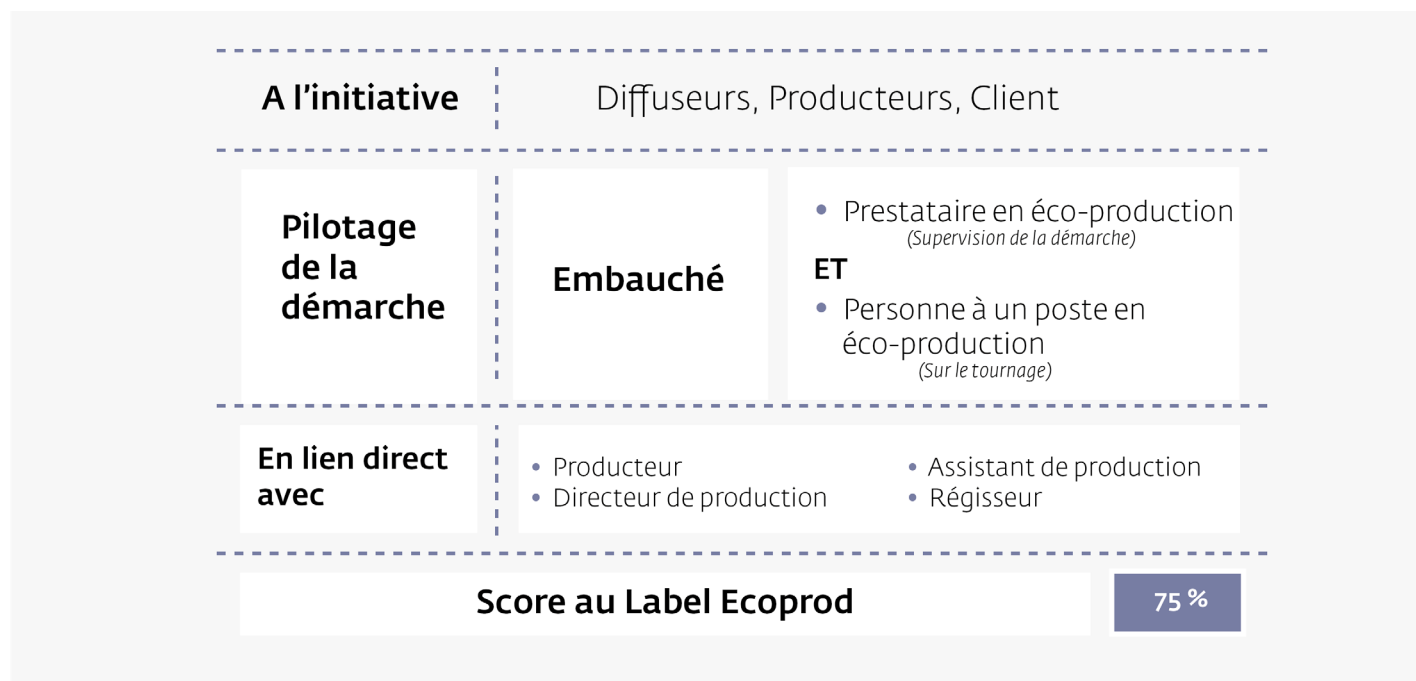 A l'initiative
Diffuseurs, Producteurs, Client
Pilotage
de la
démarche
Embauché
• Prestataire en éco-production
(Supervision de la démarche)
ET
• Personne à un poste en
éco-production
(Sur le tournage)
En lien direct
avec
• Producteur
• Directeur de production
• Assistant de production
• Régisseur
Score au Label Ecoprod
75 %